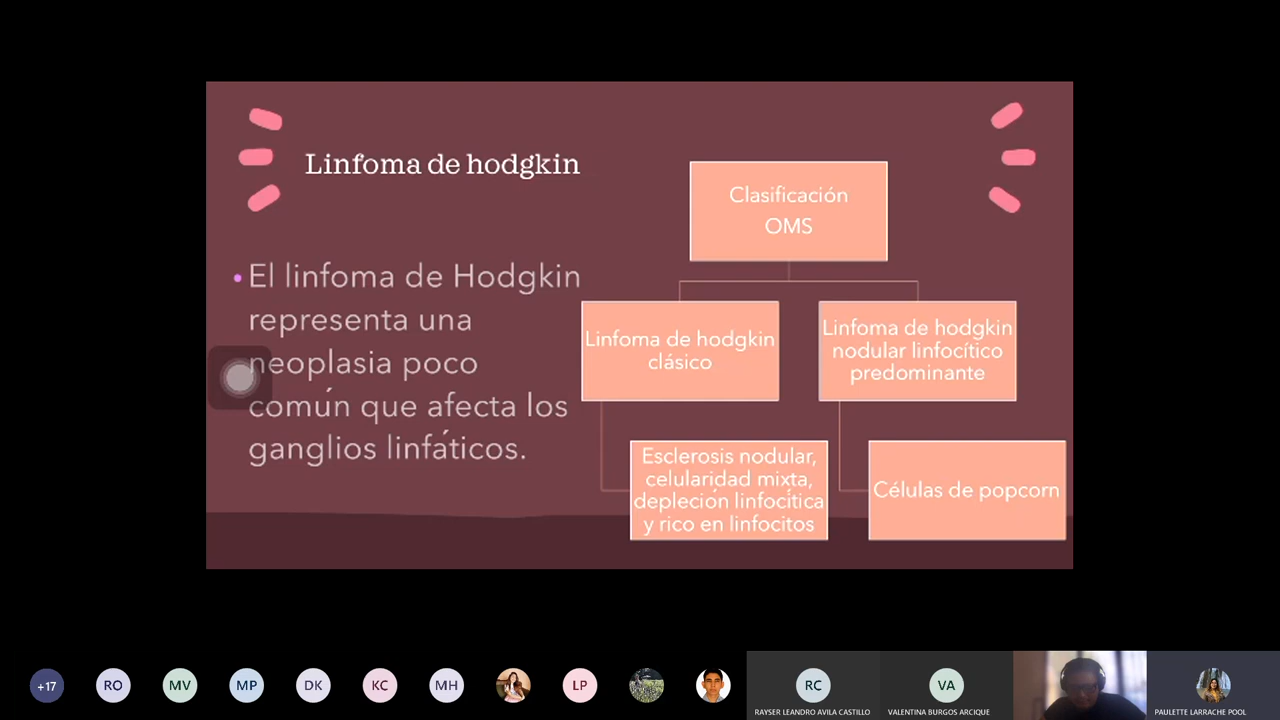 Linfoma de hodgkin
• El linfoma de Hodgkin
representa una
neoplasia poco
común que afecta los
ganglios linfáticos.
Clasificación
OMS
Linfoma de hodgkin
clásico
Linfoma de hodgkin
nodular linfocítico
predominante
Esclerosis nodular,
celularidad mixta,
depleción linfocítica
y rico en linfocitos
Células de popcorn
+17
RO
MV
MP
DK
KC
MH
LP
RC
RAYSER LEANDRO AVILA CASTILLO
VA
VALENTINA BURGOS ARCIQUE
PAULETTE LARRACHE POOL